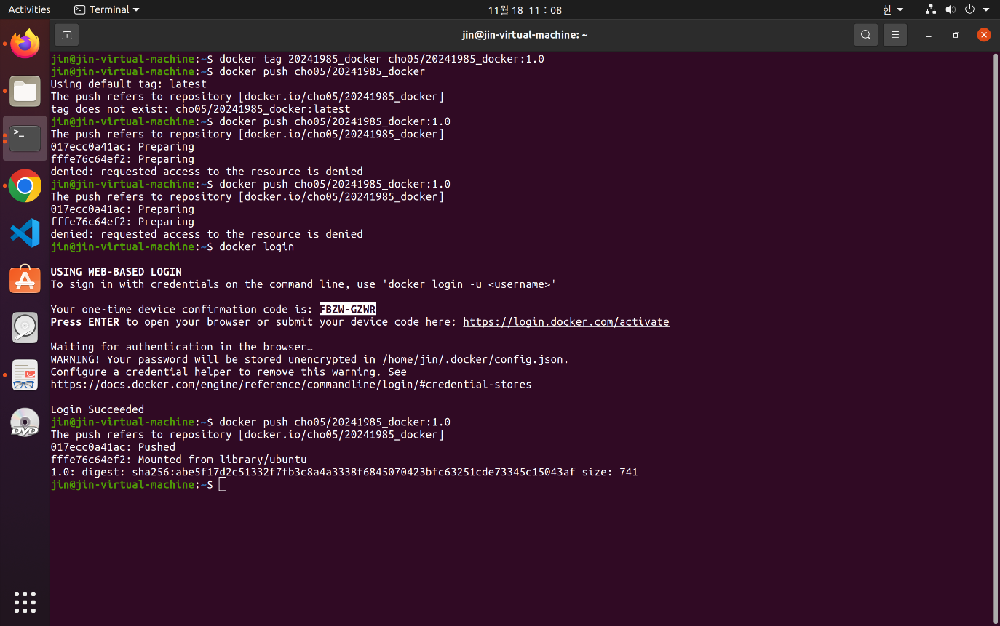 Activities
Terminal
11월 18 11：08
한
jin@jin-virtual-machine: ~
jin@jin-virtual-machine:~$ docker tag 20241985_docker cho05/20241985_docker:1.0
jin@jin-virtual-machine:~$ docker push cho05/20241985_docker
Using default tag: latest
The push refers to repository [docker.io/cho05/20241985_docker]
tag does not exist: cho05/20241985_docker:latest
jin@jin-virtual-machine:~$ docker push cho05/20241985_docker:1.0
The push refers to repository [docker.io/cho05/20241985_docker]
017ecc0a41ac: Preparing
fffe76c64ef2: Preparing
denied: requested access to the resource is denied
jin@jin-virtual-machine:~$ docker push cho05/20241985_docker:1.0
The push refers to repository [docker.io/cho05/20241985_docker]
017ecc0a41ac: Preparing
fffe76c64ef2: Preparing
denied: requested access to the resource is denied
jin@jin-virtual-machine:~$ docker login
USING WEB-BASED LOGIN
To sign in with credentials on the command line, use 'docker login -u <username>'
Your one-time device confirmation code is: FBZW-GZWR
Press ENTER to open your browser or submit your device code here: https://login.docker.com/activate
Waiting for authentication in the browser…
WARNING! Your password will be stored unencrypted in /home/jin/.docker/config.json.
Configure a credential helper to remove this warning. See
https://docs.docker.com/engine/reference/commandline/login/#credential-stores
Login Succeeded
jin@jin-virtual-machine:~$ docker push cho05/20241985_docker:1.0
The push refers to repository [docker.io/cho05/20241985_docker]
017ecc0a41ac: Pushed
fffe76c64ef2: Mounted from library/ubuntu
1.0: digest: sha256:abe5f17d2c51332f7fb3c8a4a3338f6845070423bfc63251cde73345c15043af size: 741
jin@jin-virtual-machine:~$
DVD